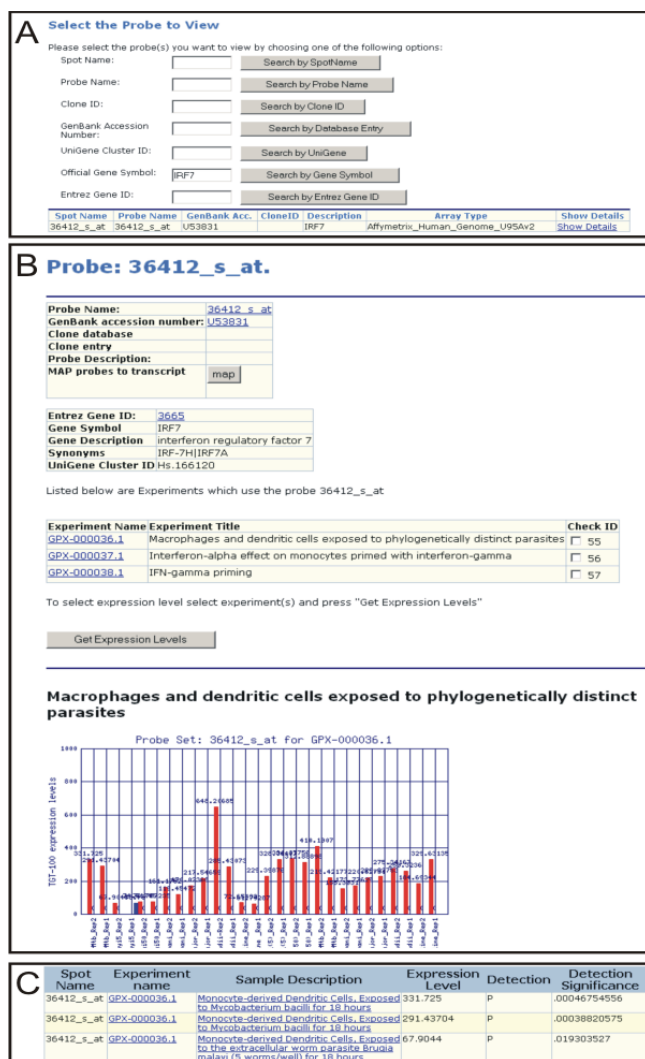 A
Select the Probe to View
Please select the probe(s) you want to view by choosing one of the following options:
Spot Name: Search by SpotName
Probe Name: Search by Probe Name
Clone ID: Search by Clone ID
GenBank Accession
Number: Search by Database Entry
UniGene Cluster ID: Search by UniGene
Official Gene Symbol: IRF7 Search by Gene Symbol
Entrez Gene ID: Search by Entrez Gene ID
Spot Name Probe Name GenBank Acc. CloneID Description Array Type Show Details
36412_s_at 36412_s_at U53831 IRF7 Affymetrix_Human_Genome_U95Av2 Show Details
B
Probe: 36412_s_at.
Probe Name: 36412_s_at
GenBank accession number: U53831
Clone database
Clone entry
Probe Description:
MAP probes to transcript map
Entrez Gene ID: 3665
Gene Symbol IRF7
Gene Description interferon regulatory factor 7
Synonyms IRF-7H|IRF7A
UniGene Cluster ID Hs.166120
Listed below are Experiments which use the probe 36412_s_at
Experiment Name Experiment Title Check ID
GPX-000036.1 Macrophages and dendritic cells exposed to phylogenetically distinct parasites 55
GPX-000037.1 Interferon-alpha effect on monocytes primed with interferon-gamma 56
GPX-000038.1 IFN-gamma priming 57
To select expression level select experiment(s) and press "Get Expression Levels"
Get Expression Levels
Macrophages and dendritic cells exposed to phylogenetically distinct
parasites
Probe Set: 36412_s_at for GPX-000036.1
TGT-100 expression levels
1000
800
600
400
200
0
648.20685
331.725
C
Spot Name Experiment name Sample Description Expression Level Detection Detection Significance
36412_s_at GPX-000036.1 Monocyte-derived Dendritic Cells, Exposed 331.725 P .00046754556
to Mycobacterium bacilli for 18 hours
36412_s_at GPX-000036.1 Monocyte-derived Dendritic Cells, Exposed 291.43704 P .00038820575
to Mycobacterium bacilli for 18 hours
36412_s_at GPX-000036.1 Monocyte-derived Dendritic Cells, Exposed 67.9044 P .019303527
to the extracellular worm parasite Brugia
malayi (5 worms/well) for 18 hours